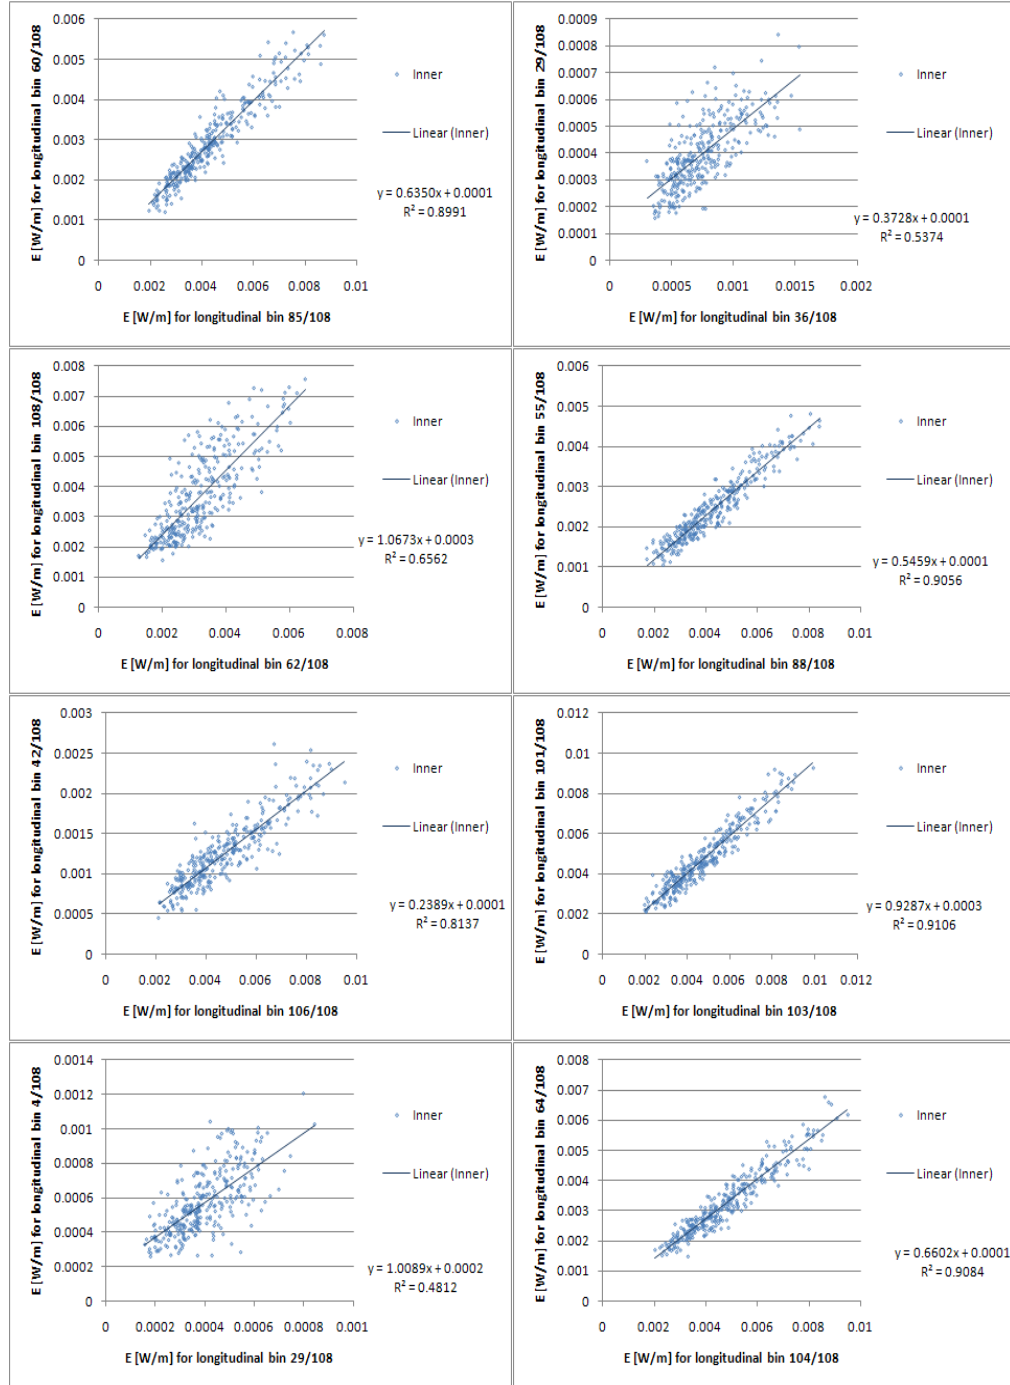 E [W/m] for longitudinal bin 60/108
0.006
0.005
0.004
0.003
0.002
0.001
0
0 0.002 0.004 0.006 0.008 0.01
E [W/m] for longitudinal bin 85/108
Inner
Linear (Inner)
y = 0.6350x + 0.0001
R² = 0.8991
E [W/m] for longitudinal bin 29/108
0.0009
0.0008
0.0007
0.0006
0.0005
0.0004
0.0003
0.0002
0.0001
0
0 0.0005 0.001 0.0015 0.002
E [W/m] for longitudinal bin 36/108
Inner
Linear (Inner)
y = 0.3728x + 0.0001
R² = 0.5374
E [W/m] for longitudinal bin 108/108
0.008
0.007
0.006
0.005
0.004
0.003
0.002
0.001
0
0 0.002 0.004 0.006 0.008
E [W/m] for longitudinal bin 62/108
Inner
Linear (Inner)
y = 1.0673x + 0.0003
R² = 0.6562
E [W/m] for longitudinal bin 55/108
0.006
0.005
0.004
0.003
0.002
0.001
0
0 0.002 0.004 0.006 0.008 0.01
E [W/m] for longitudinal bin 88/108
Inner
Linear (Inner)
y = 0.5459x + 0.0001
R² = 0.9056
E [W/m] for longitudinal bin 42/108
0.003
0.0025
0.002
0.0015
0.001
0.0005
0
0 0.002 0.004 0.006 0.008 0.01
E [W/m] for longitudinal bin 106/108
Inner
Linear (Inner)
y = 0.2389x + 0.0001
R² = 0.8137
E [W/m] for longitudinal bin 101/108
0.012
0.01
0.008
0.006
0.004
0.002
0
0 0.002 0.004 0.006 0.008 0.01 0.012
E [W/m] for longitudinal bin 103/108
Inner
Linear (Inner)
y = 0.9287x + 0.0003
R² = 0.9106
E [W/m] for longitudinal bin 4/108
0.0014
0.0012
0.001
0.0008
0.0006
0.0004
0.0002
0
0 0.0002 0.0004 0.0006 0.0008 0.001
E [W/m] for longitudinal bin 29/108
Inner
Linear (Inner)
y = 1.0089x + 0.0002
R² = 0.4812
E [W/m] for longitudinal bin 64/108
0.008
0.007
0.006
0.005
0.004
0.003
0.002
0.001
0
0 0.002 0.004 0.006 0.008 0.01
E [W/m] for longitudinal bin 104/108
Inner
Linear (Inner)
y = 0.6602x + 0.0001
R² = 0.9084